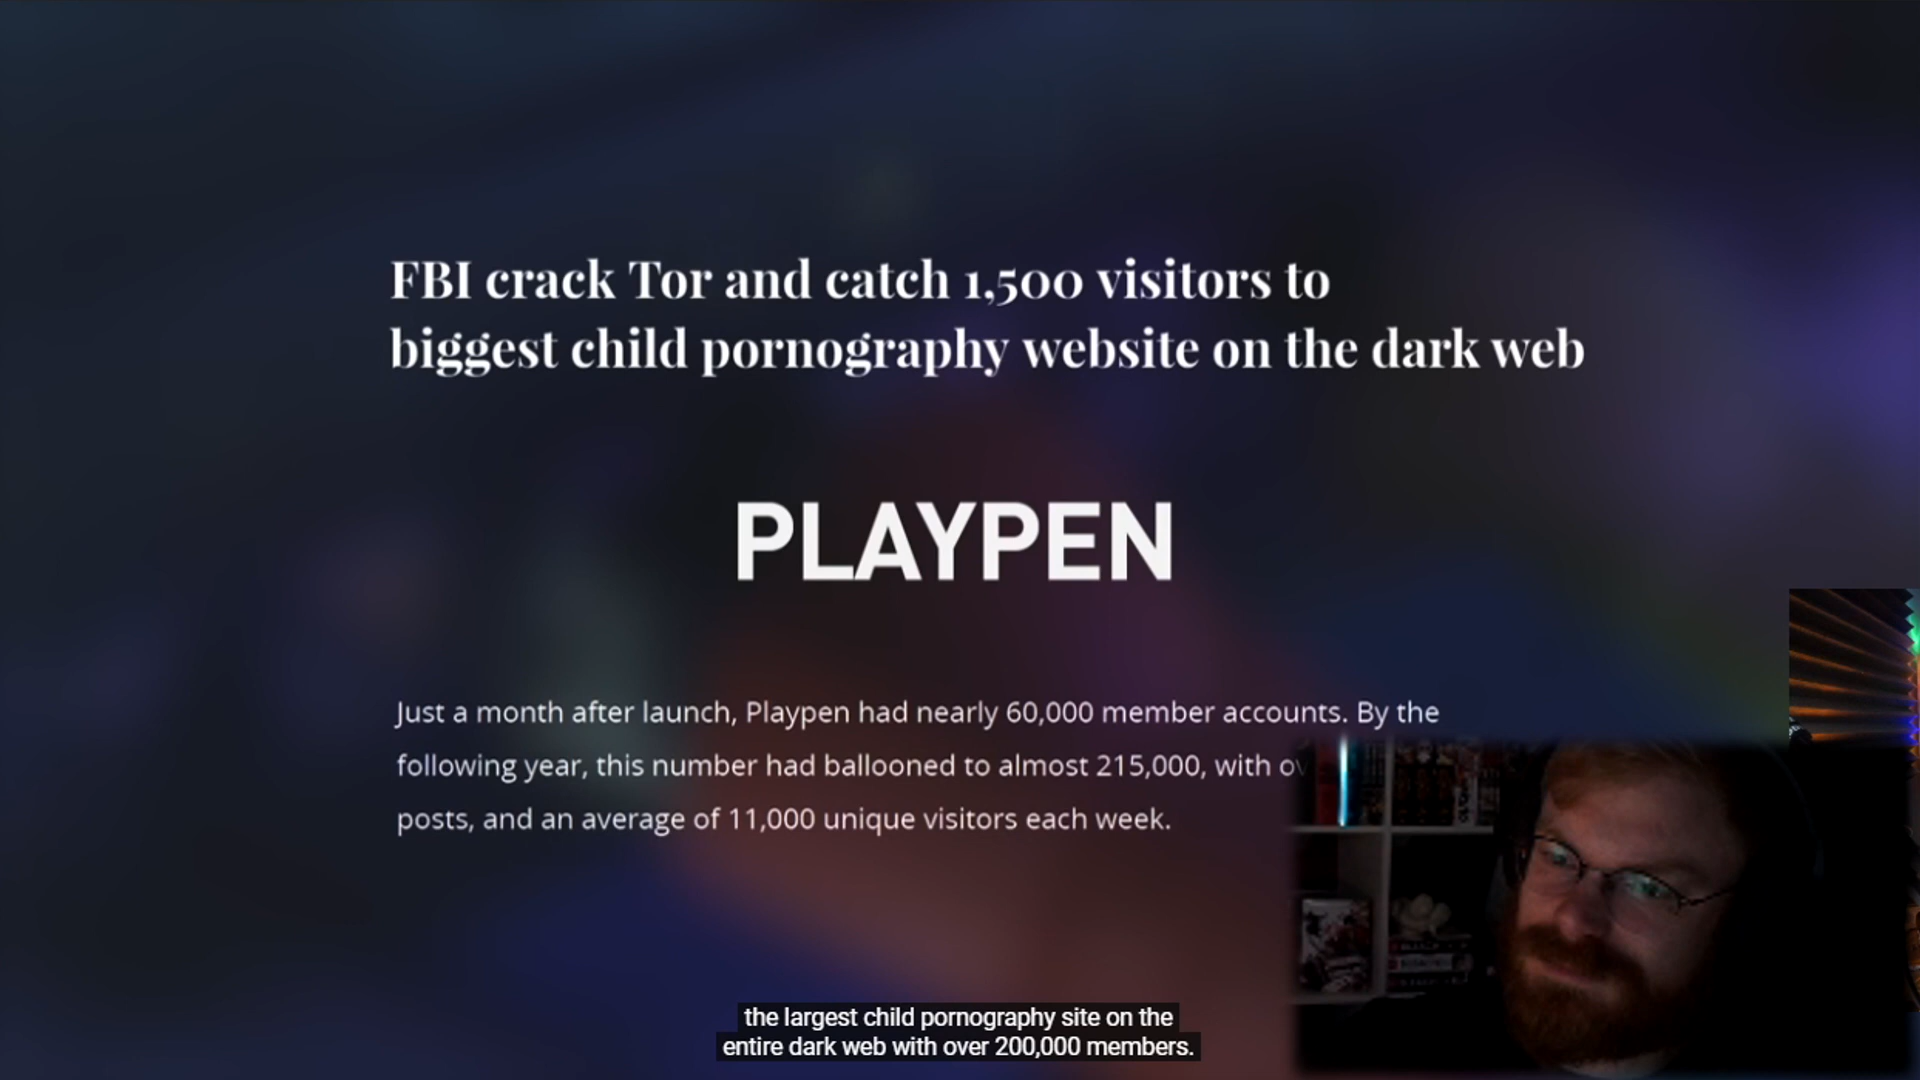 FBI crack Tor and catch 1,500 visitors to
biggest child pornography website on the dark web
PLAYPEN
Just a month after launch, Playpen had nearly 60,000 member accounts. By the
following year, this number had ballooned to almost 215,000, with
posts, and an average of 11,000 unique visitors each week.
the largest child pornography site on the
entire dark web with over 200,000 members.